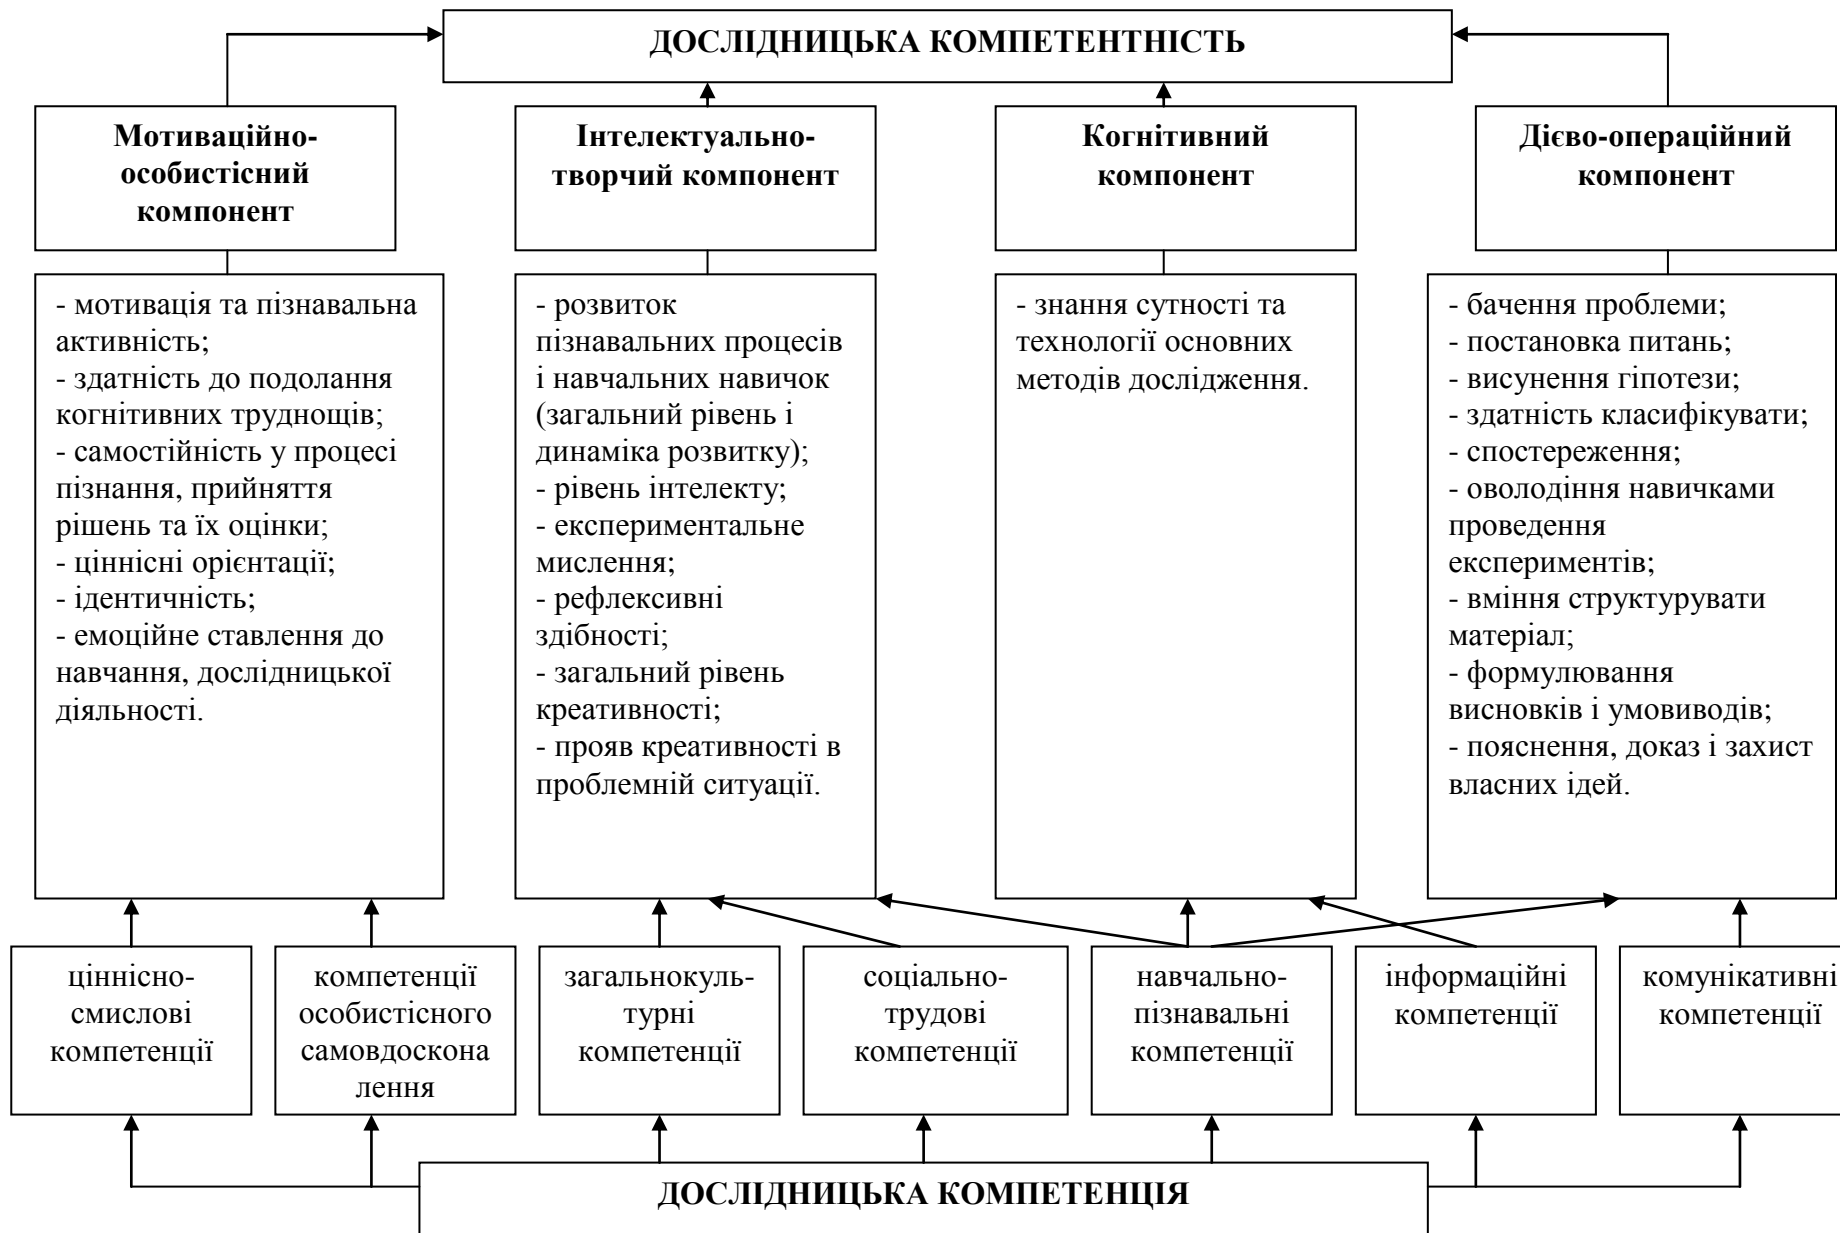 ДОСЛІДНИЦЬКА КОМПЕТЕНТНІСТЬ
Мотиваційно-
особистісний
компонент
Інтелектуально-
творчий компонент
Когнітивний
компонент
Дієво-операційний
компонент
- мотивація та пізнавальна
активність;
- здатність до подолання
когнітивних труднощів;
- самостійність у процесі
пізнання, прийняття
рішень та їх оцінки;
- ціннісні орієнтації;
- ідентичність;
- емоційне ставлення до
навчання, дослідницької
діяльності.
- розвиток
пізнавальних процесів
і навчальних навичок
(загальний рівень і
динаміка розвитку);
- рівень інтелекту;
- експериментальне
мислення;
- рефлексивні
здібності;
- загальний рівень
креативності;
- прояв креативності в
проблемній ситуації.
- знання сутності та
технології основних
методів дослідження.
- бачення проблеми;
- постановка питань;
- висунення гіпотези;
- здатність класифікувати;
- спостереження;
- оволодіння навичками
проведення
експериментів;
- вміння структурувати
матеріал;
- формулювання
висновків і умовиводів;
- пояснення, доказ і захист
власних ідей.
ціннісно-
смислові
компетенції
компетенції
особистісного
самовдоскона
лення
загальнокуль-
турні
компетенції
соціально-
трудові
компетенції
навчально-
пізнавальні
компетенції
інформаційні
компетенції
комунікативні
компетенції
ДОСЛІДНИЦЬКА КОМПЕТЕНЦІЯ